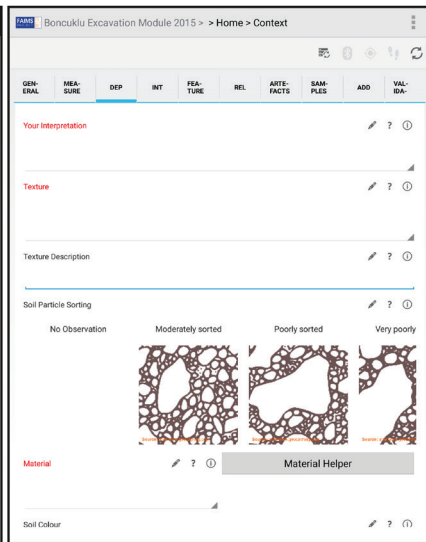 FAIMS Boncuklu Excavation Module 2015 > > Home > Context
GEN-
ERAL
MEA-
SURE
DEP
INT
FEA-
TURE
REL
ARTE-
FACTS
SAM-
PLES
ADD
VAL-
IDA-
Your Interpretation ?
Texture ?
Texture Description ?
Soil Particle Sorting ?
No Observation Moderately sorted Poorly sorted Very poorly
Material ? Material Helper
Soil Colour ?